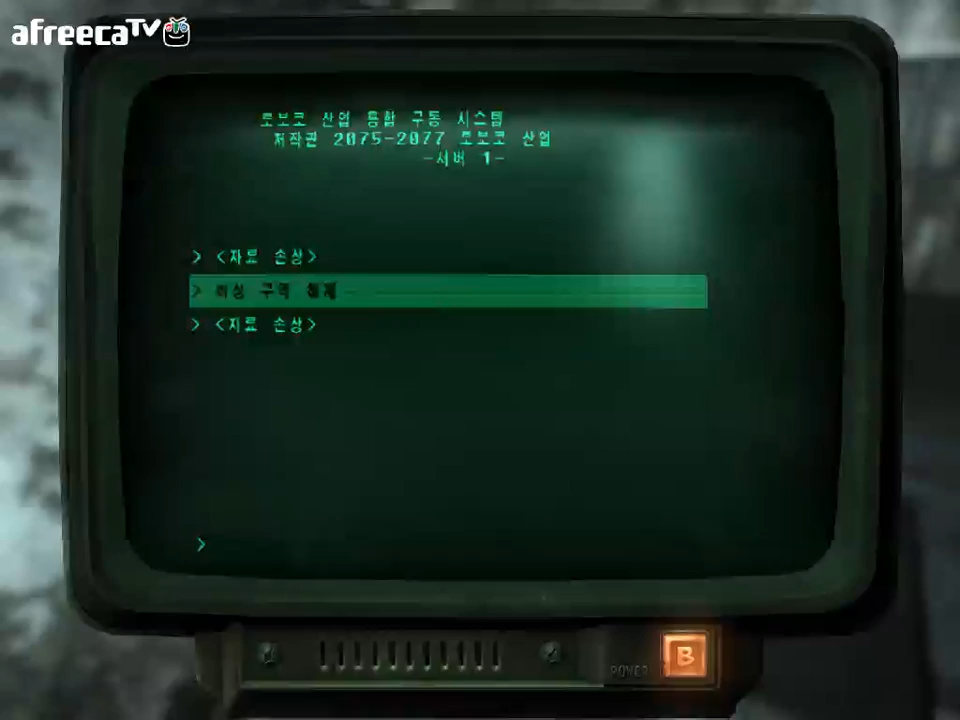 afreecaTV
로보코 산업 통합 구동 시스템
저작권 2075-2077 로보코 산업
-서버 1-
> <자료 손상>
> 비상 구역 해제
> <자료 손상>
>
POWER B